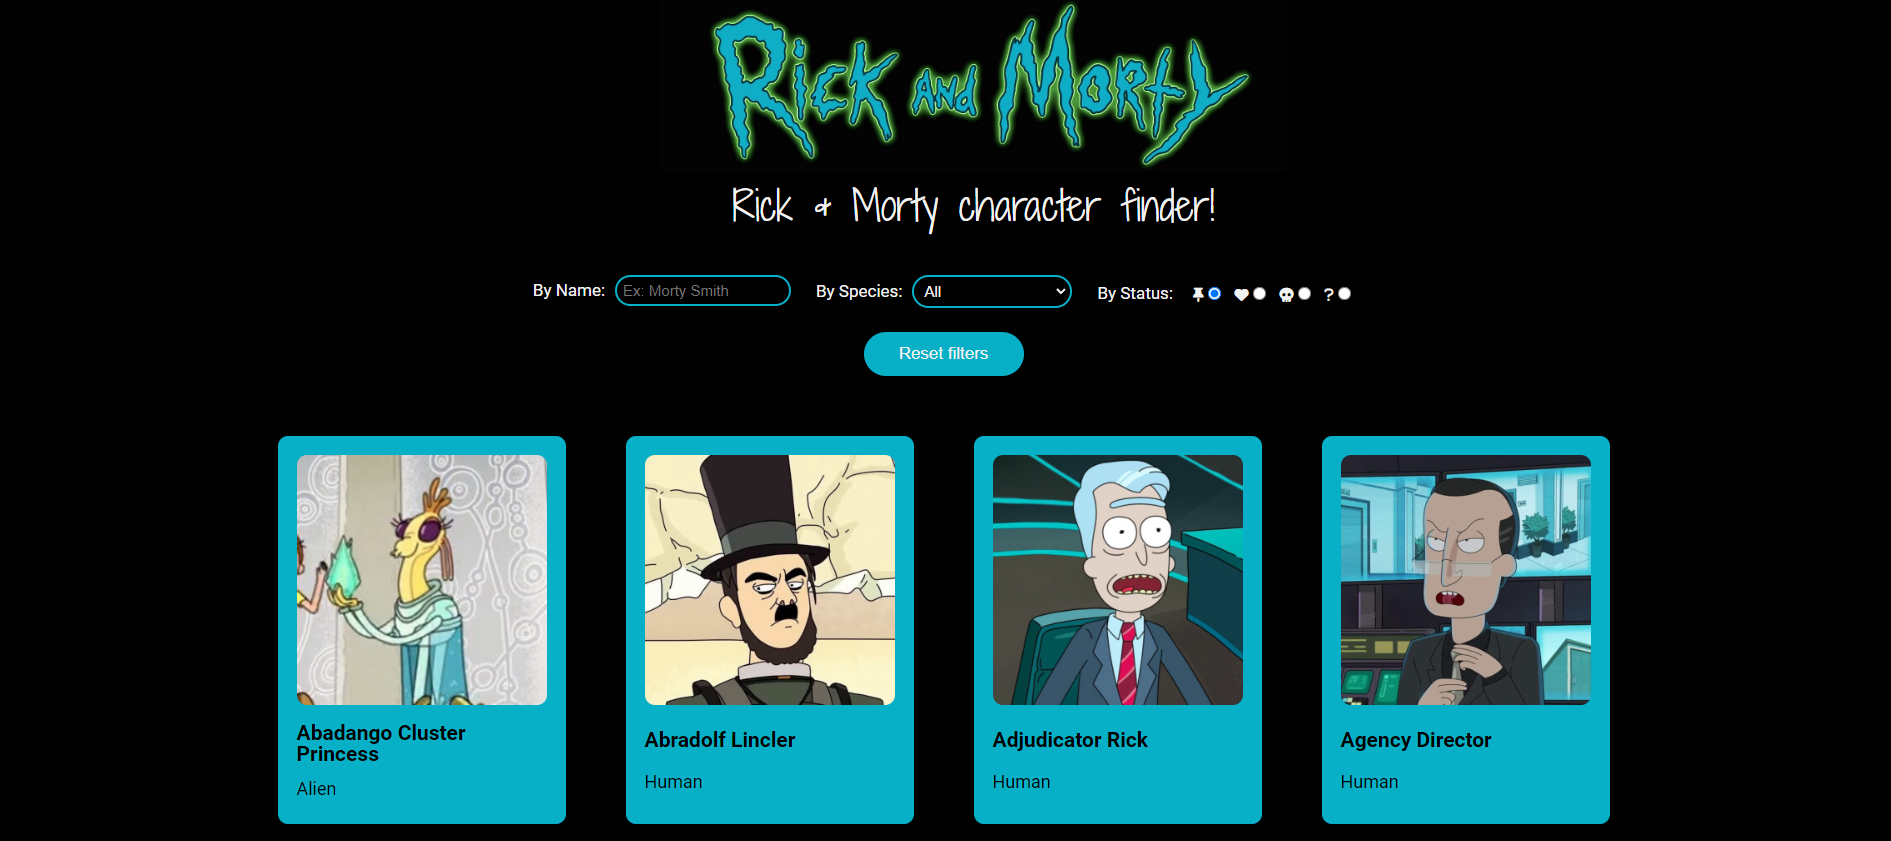 Rick and Morty
Rick & Morty character finder!
By Name: Ex: Morty Smith By Species: All By Status: ?
Reset filters
Abadango Cluster
Princess
Alien
Abradolf Lincler
Human
Adjudicator Rick
Human
Agency Director
Human